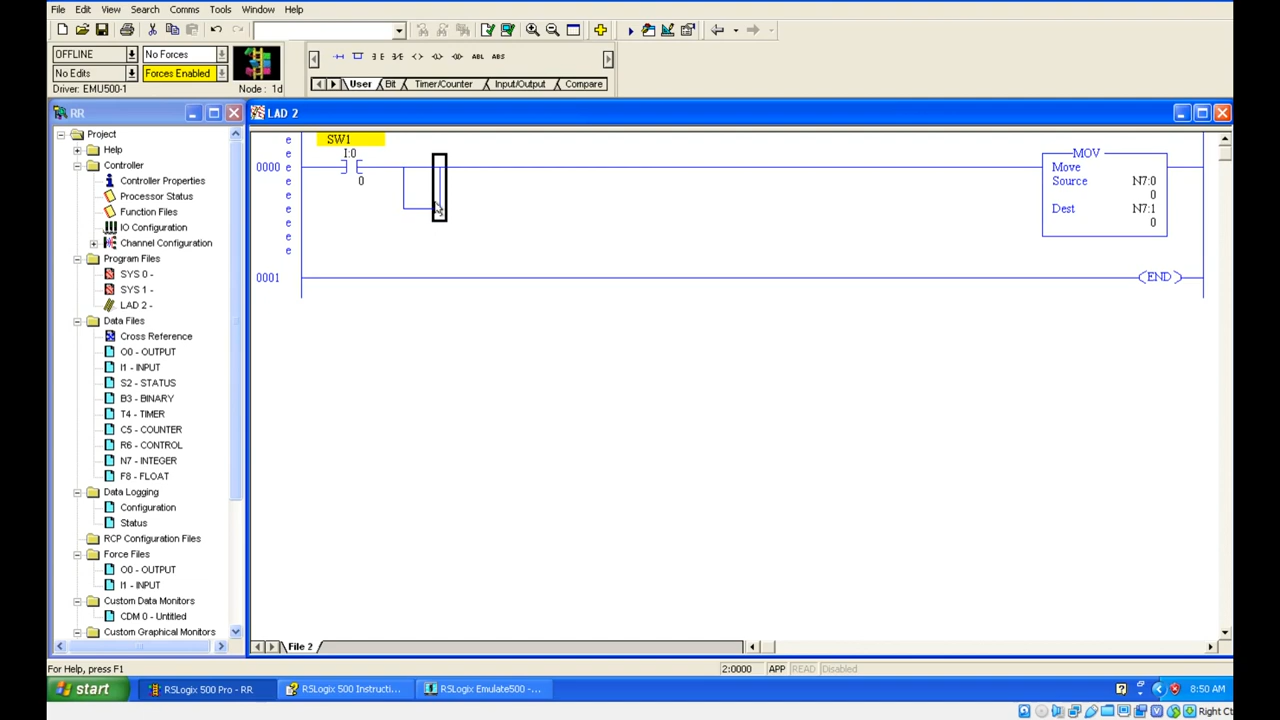 File Edit View Search Comms Tools Window Help
OFFLINE No Forces
No Edits Forces Enabled
Driver: EMU500-1 Node : 1d
ABL ABS
User Bit Timer/Counter Input/Output Compare
RR
Project
Help
Controller
Controller Properties
Processor Status
Function Files
IO Configuration
Channel Configuration
Program Files
SYS 0 -
SYS 1 -
LAD 2 -
Data Files
Cross Reference
O0 - OUTPUT
I1 - INPUT
S2 - STATUS
B3 - BINARY
T4 - TIMER
C5 - COUNTER
R6 - CONTROL
N7 - INTEGER
F8 - FLOAT
Data Logging
Configuration
Status
RCP Configuration Files
Force Files
O0 - OUTPUT
I1 - INPUT
Custom Data Monitors
CDM 0 - Untitled
Custom Graphical Monitors
LAD 2
e
e
e
e
e
e
e
e
e
SW1
I:0
0000
0
MOV
Move
Source N7:0
0
Dest N7:1
0
0001
END
File 2
For Help, press F1
2:0000 APP READ Disabled
start RSLogix 500 Pro - RR RSLogix 500 Instructi... RSLogix Emulate500 -... 8:50 AM
Right Ct